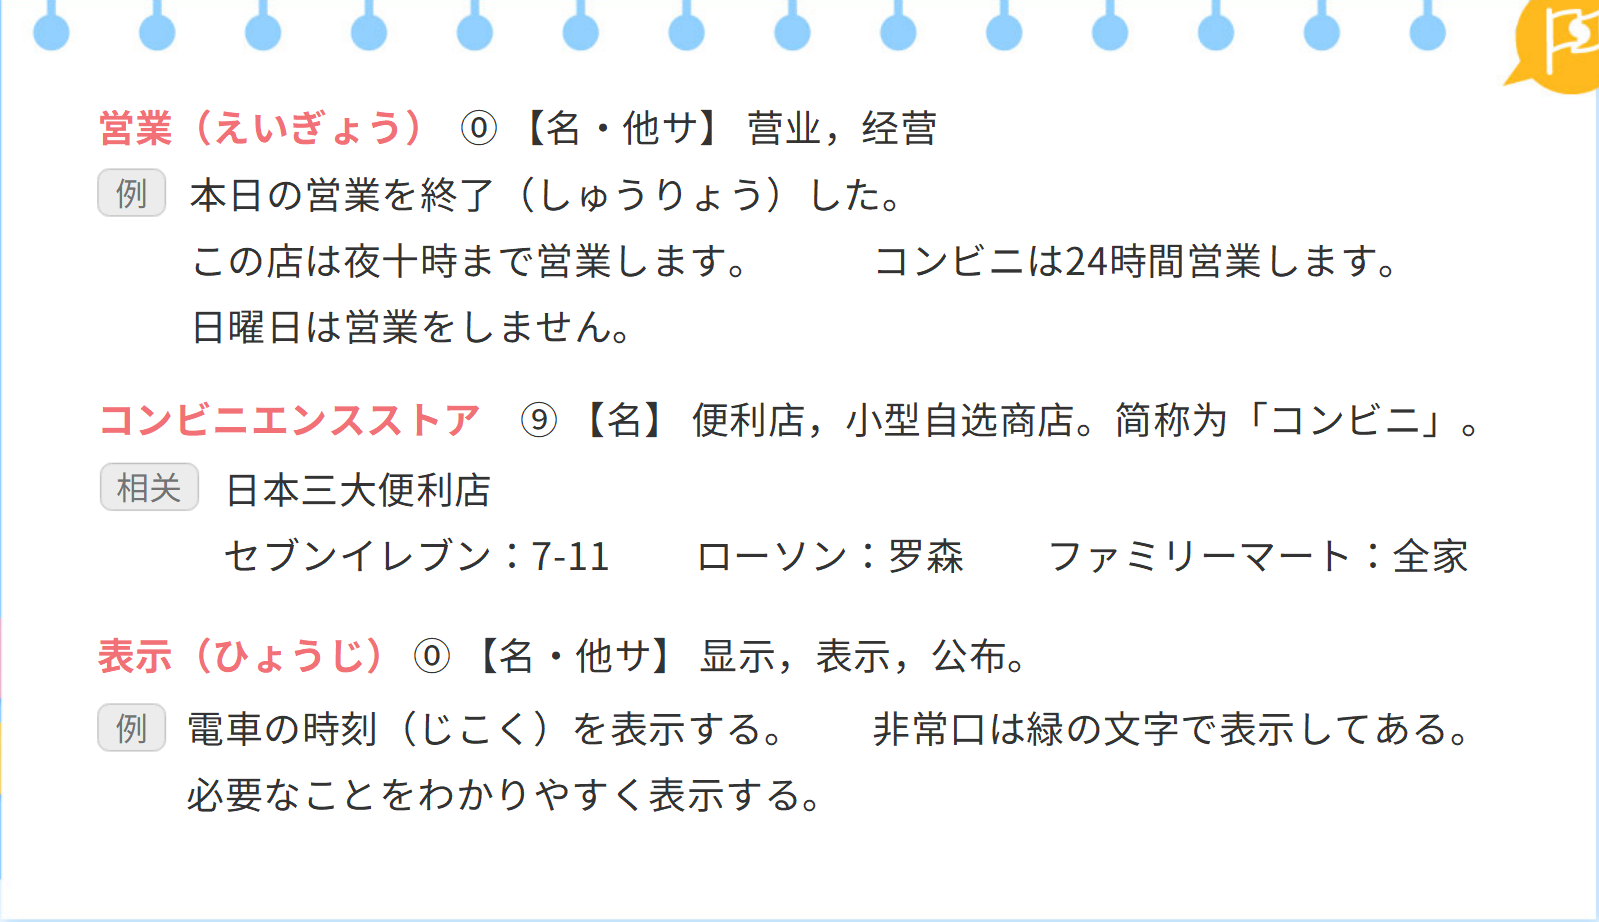 営業（えいぎょう） ⓪ 【名・他サ】 营业，经营
例 本日の営業を終了（しゅうりょう）した。
この店は夜十時まで営業します。 コンビニは24時間営業します。
日曜日は営業をしません。
コンビニエンスストア ⑨ 【名】 便利店，小型自选商店。简称为「コンビニ」。
相关 日本三大便利店
セブンイレブン：7-11 ローソン：罗森 ファミリーマート：全家
表示（ひょうじ） ⓪ 【名・他サ】 显示，表示，公布。
例 電車の時刻（じこく）を表示する。 非常口は緑の文字で表示してある。
必要なことをわかりやすく表示する。